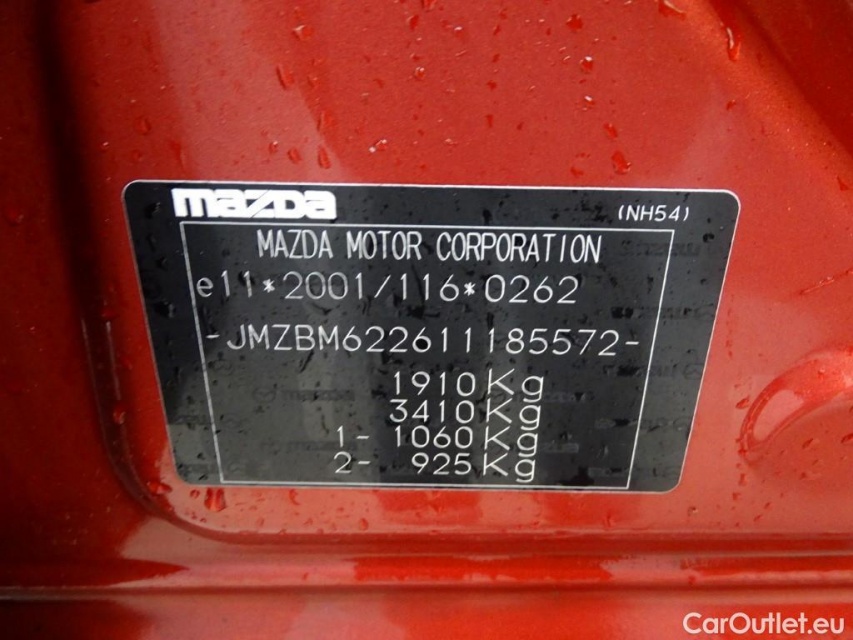 mazda
(NH54)
MAZDA MOTOR CORPORATION
e11*2001/116*0262
-JMZBM622611185572-
1910Kg
3410Kg
1- 1060Kg
2- 925Kg
CarOutlet.eu